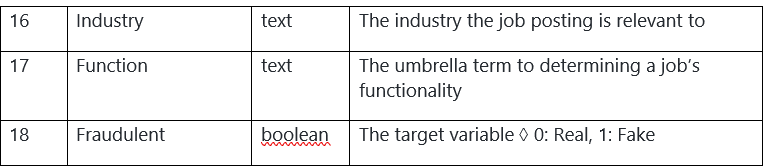 16 Industry text The industry the job posting is relevant to
17 Function text The umbrella term to determining a job's
functionality
18 Fraudulent boolean The target variable ◊ 0: Real, 1: Fake